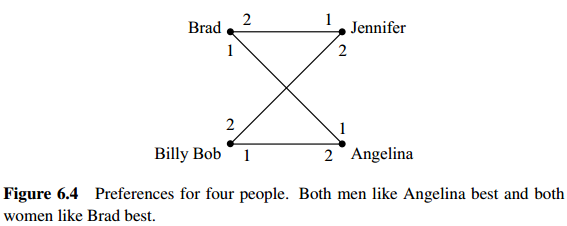 Brad 2 1 Jennifer
1 2
2 1
Billy Bob 1 2 Angelina
Figure 6.4 Preferences for four people. Both men like Angelina best and both
women like Brad best.